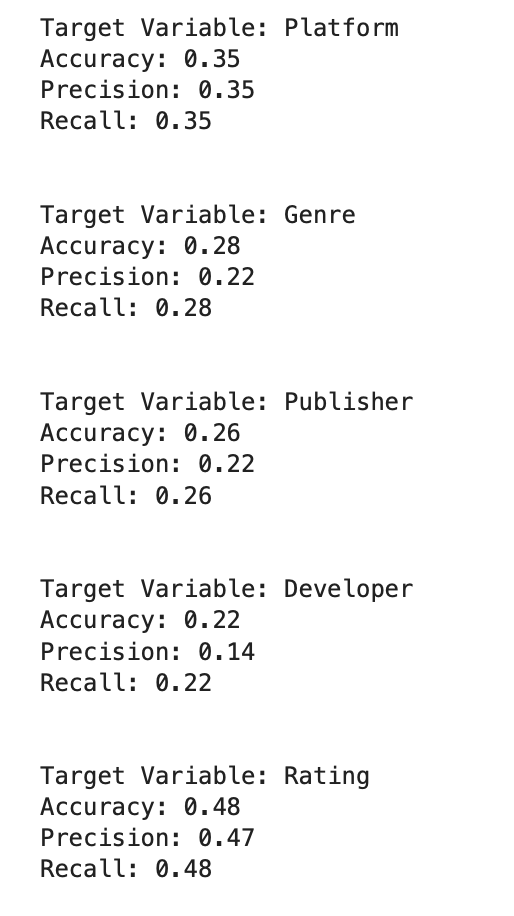 Target Variable: Platform
Accuracy: 0.35
Precision: 0.35
Recall: 0.35
Target Variable: Genre
Accuracy: 0.28
Precision: 0.22
Recall: 0.28
Target Variable: Publisher
Accuracy: 0.26
Precision: 0.22
Recall: 0.26
Target Variable: Developer
Accuracy: 0.22
Precision: 0.14
Recall: 0.22
Target Variable: Rating
Accuracy: 0.48
Precision: 0.47
Recall: 0.48